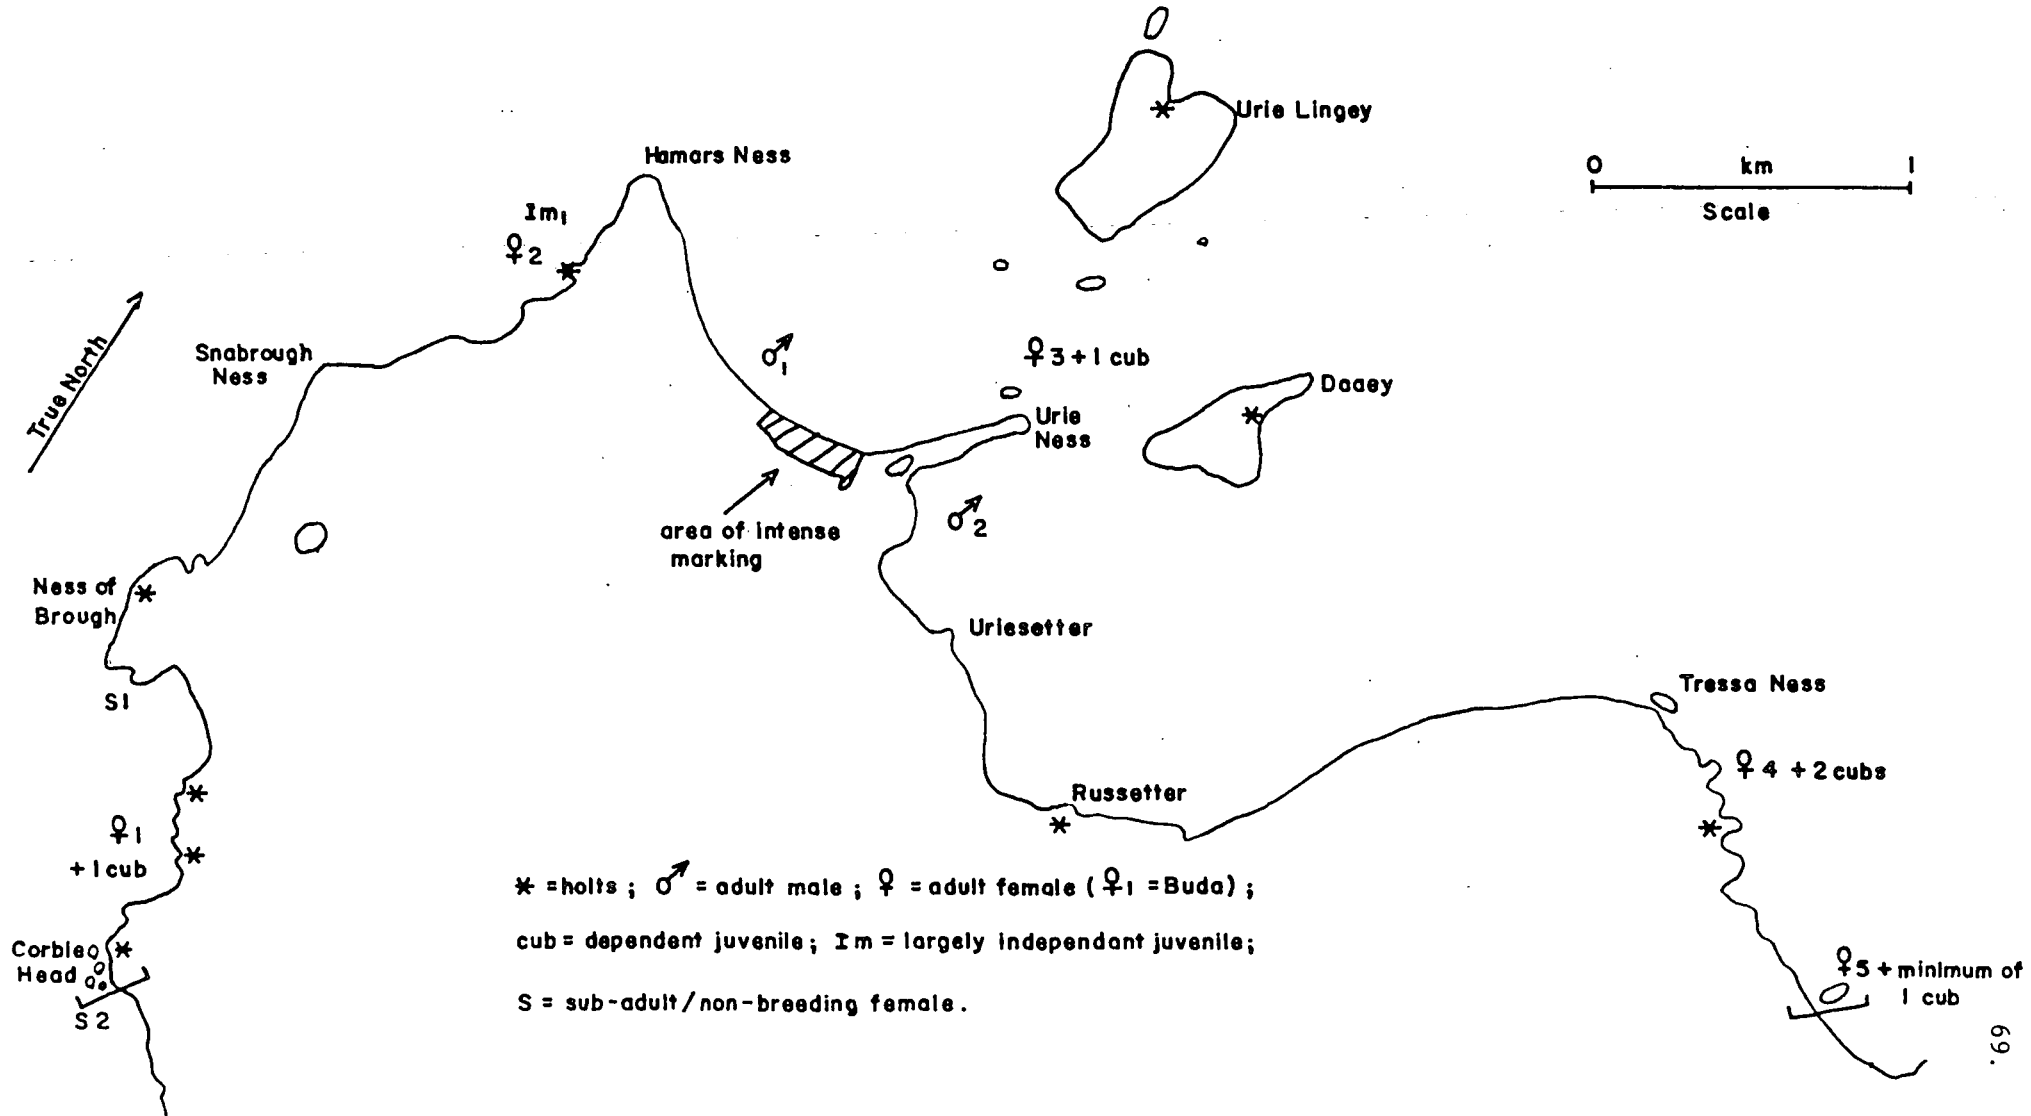 Urie Lingey
Hamars Ness
0 km 1
Scale
Im1
♀2
True North
Snabrough
Ness
♂1
♀3 + 1 cub
Daaey
Urie
Ness
area of intense
marking
♂2
Ness of
Brough
Uriesetter
S1
Tressa Ness
♀4 + 2 cubs
Russetter
♀1
+ 1 cub
* = holts ; ♂ = adult male ; ♀ = adult female ( ♀1 = Buda) ;
cub = dependent juvenile ; Im = largely independant juvenile ;
S = sub-adult / non-breeding female .
Corbie
Head
S2
♀5 + minimum of
1 cub
69.